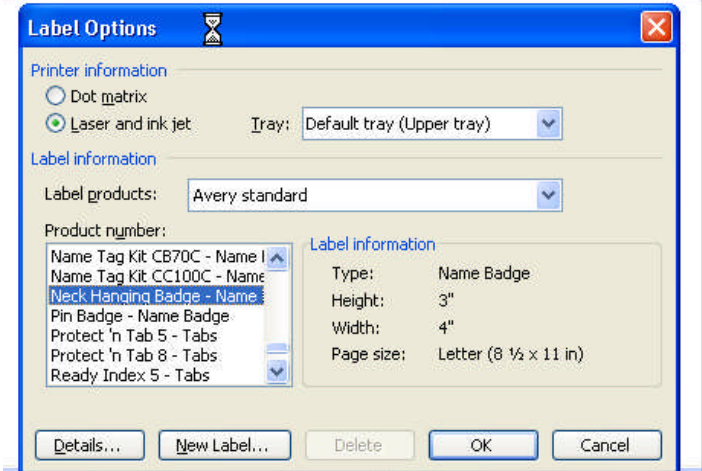 Label Options
Printer information
Dot matrix
Laser and ink jet Tray: Default tray (Upper tray)
Label information
Label products: Avery standard
Product number:
Name Tag Kit CB70C - Name
Name Tag Kit CC100C - Name
Neck Hanging Badge - Name
Pin Badge - Name Badge
Protect 'n Tab 5 - Tabs
Protect 'n Tab 8 - Tabs
Ready Index 5 - Tabs
Label information
Type: Name Badge
Height: 3"
Width: 4"
Page size: Letter (8 ½ x 11 in)
Details... New Label... Delete OK Cancel